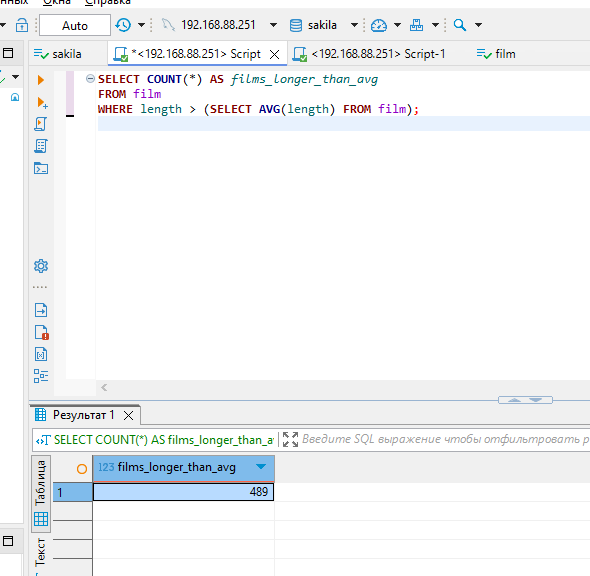 Окна Справка
Auto 192.168.88.251 sakila
sakila *<192.168.88.251> Script <192.168.88.251> Script-1 film
SELECT COUNT(*) AS films_longer_than_avg
FROM film
WHERE length > (SELECT AVG(length) FROM film);
Результат 1
SELECT COUNT(*) AS films_longer_than_a Введите SQL выражение чтобы отфильтровать р
Таблица
123 films_longer_than_avg
1 489
Текст